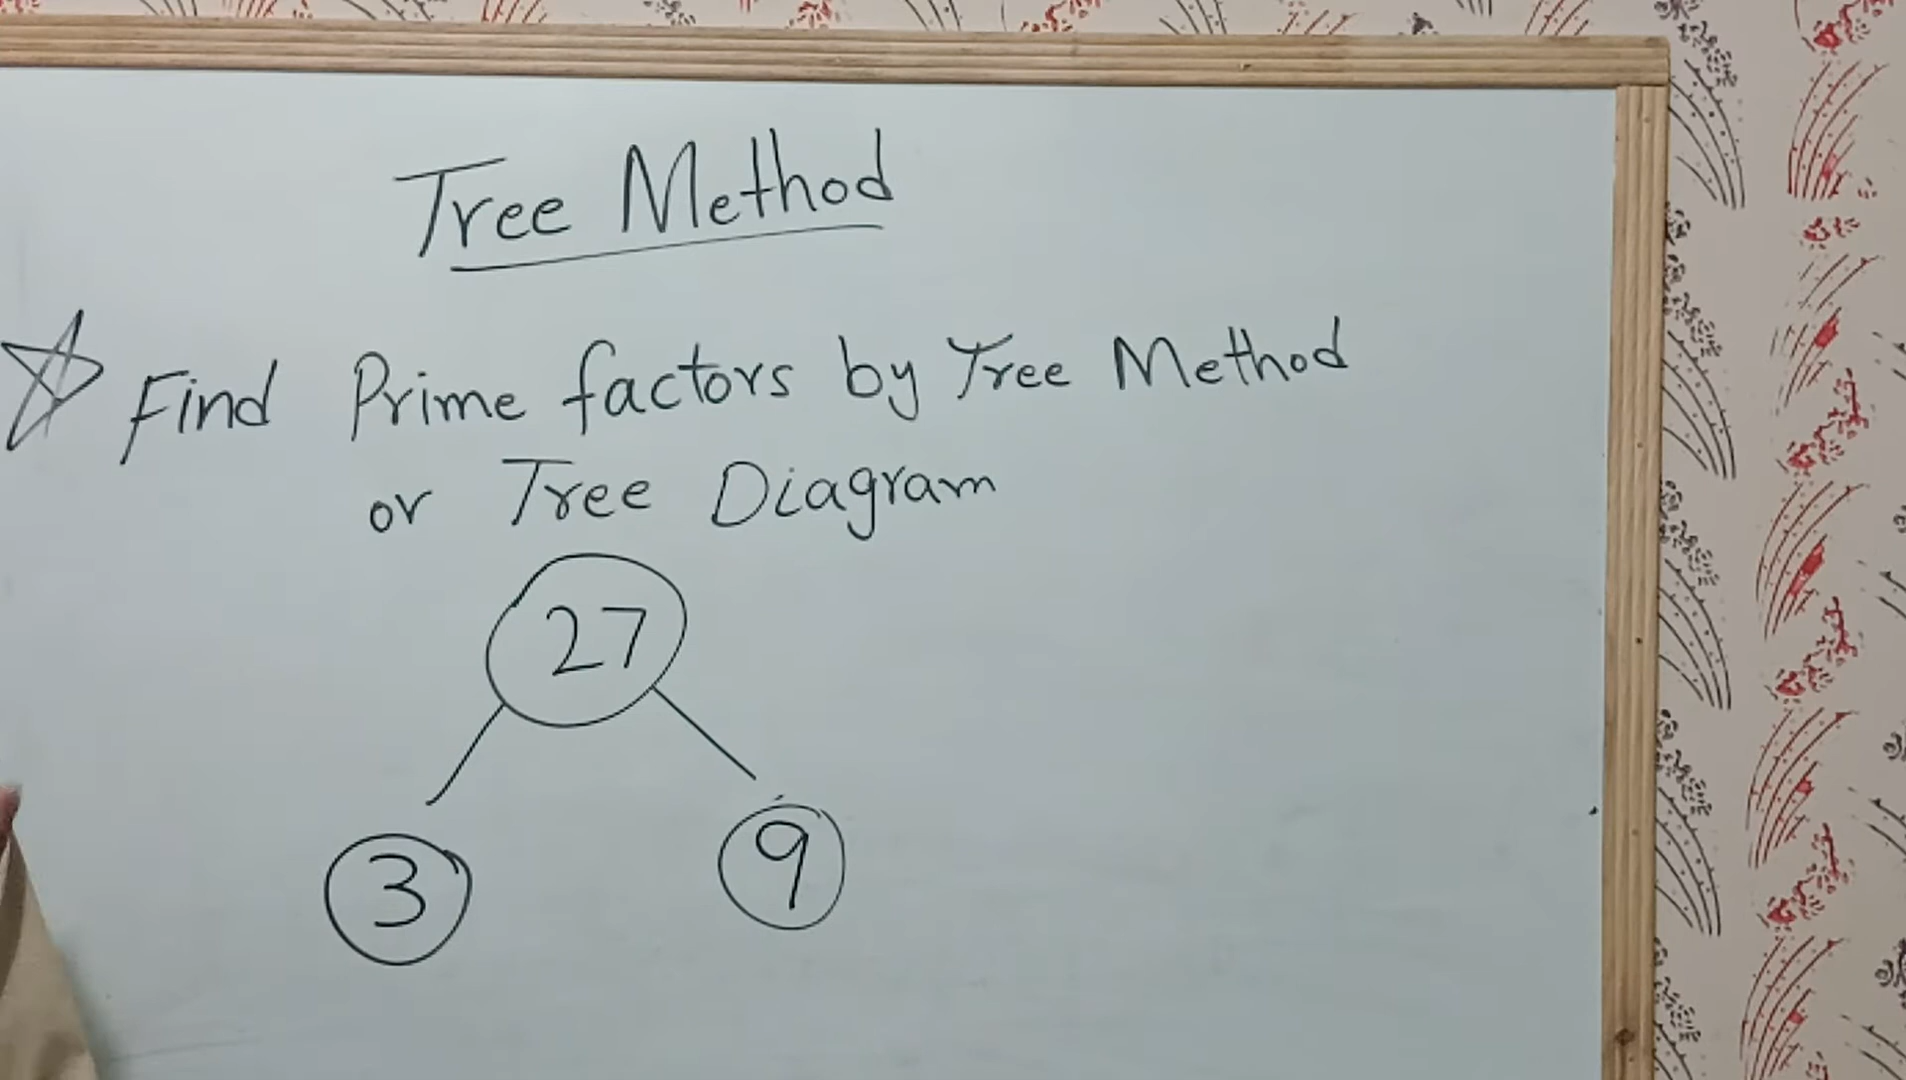 Tree Method
Find Prime factors by Tree Method
or Tree Diagram
27
3 9